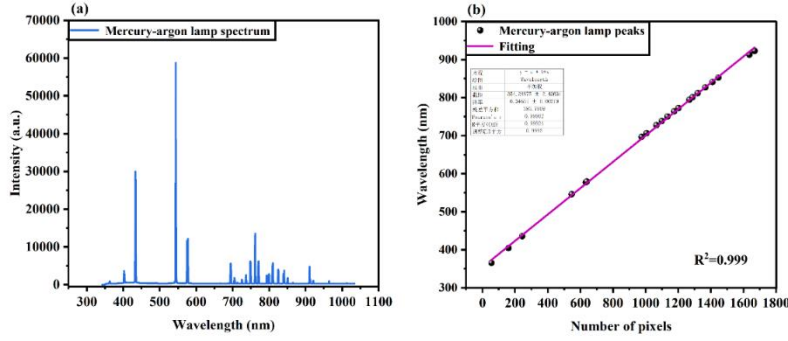 (a)
Mercury-argon lamp spectrum
70000
60000
50000
40000
30000
20000
10000
0
Intensity (a.u.)
300 400 500 600 700 800 900 1000 1100
Wavelength (nm)
(b)
Mercury-argon lamp peaks
Fitting
1000
900
800
700
600
500
400
300
Wavelength (nm)
R²=0.999
0 200 400 600 800 1000 1200 1400 1600 1800
Number of pixels